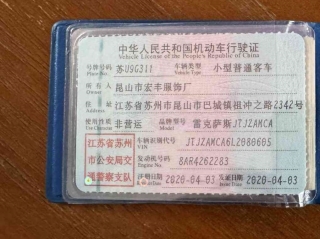 中华人民共和国机动车行驶证
Vehicle License of the People's Republic of China
号牌号码 苏U9G311 车辆类型 小型普通客车
Plate No. Vehicle Type
所有人 昆山市宏丰服饰厂
Owner
住址 江苏省苏州市昆山市巴城镇祖冲之路2342号
Address
使用性质 非营运 品牌型号 雷克萨斯JTJZAMCA
Use Character Model
江苏省苏州 车辆识别代号 JTJZAMCA6L2080605
VIN
市公安局交 发动机号码 8AR4262283
Engine No.
通警察支队 注册日期 2020-04-03 发证日期 2020-04-03
Register Date Issue Date